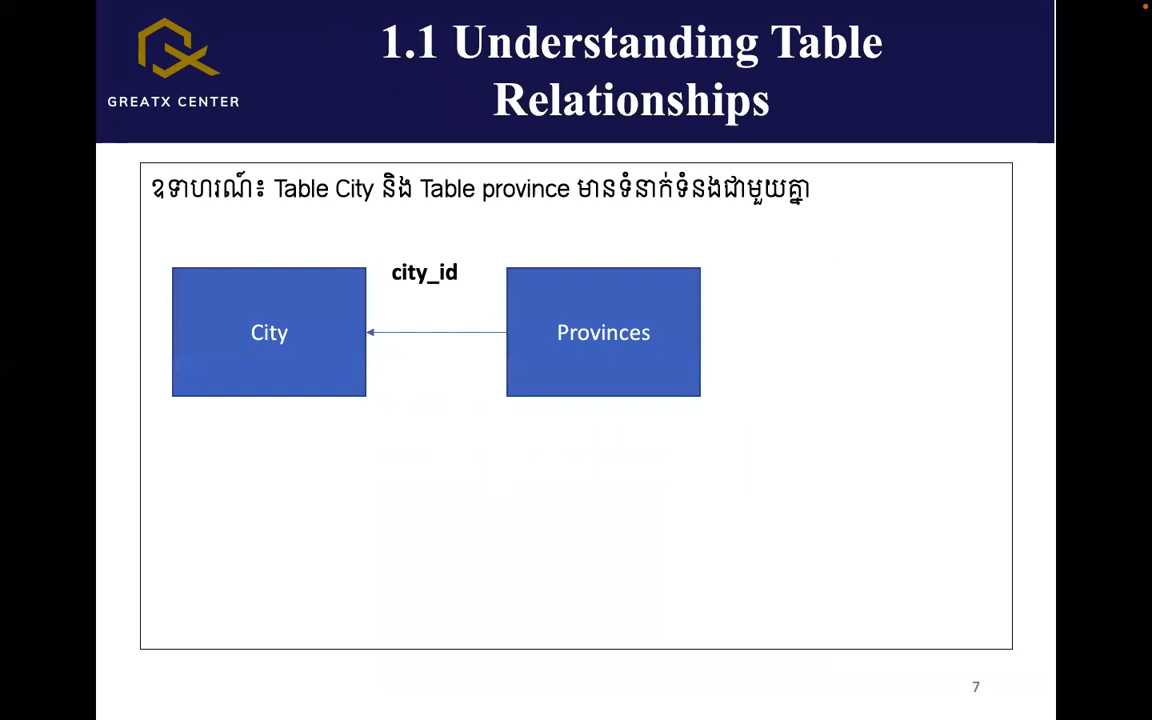 GREATX CENTER
1.1 Understanding Table
Relationships
ឧទាហរណ៍៖ Table City និង Table province មានទំនាក់ទំនងជាមួយគ្នា
city_id
City
Provinces
7